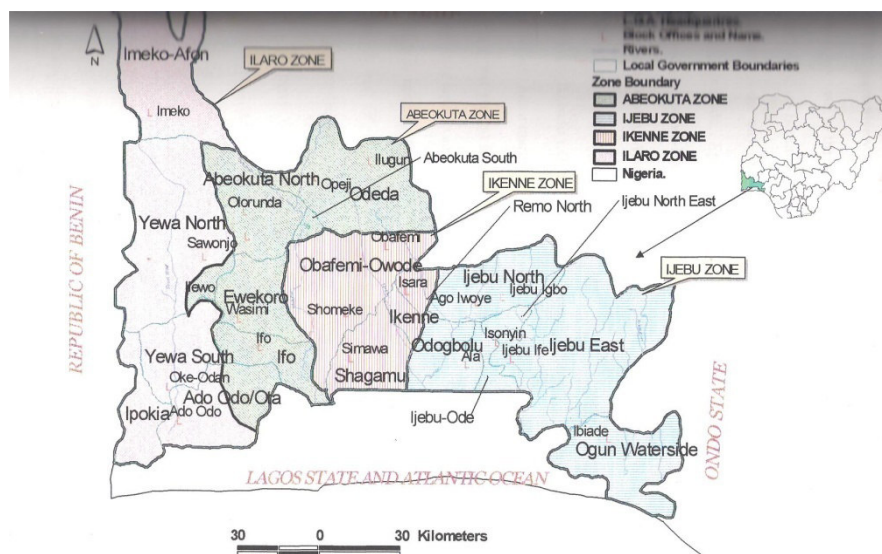 L.G.A. Headquarters.
Block Offices and Name.
Rivers.
Local Government Boundaries
Zone Boundary
ABEOKUTA ZONE
IJEBU ZONE
IKENNE ZONE
ILARO ZONE
Nigeria.
N
Imeko-Afon
ILARO ZONE
Imeko
ABEOKUTA ZONE
Ilugun
Abeokuta South
Abeokuta North
Opeji
Odeda
IKENNE ZONE
Olorunda
Remo North
Ijebu North East
REPUBLIC OF BENIN
Yewa North
Sawonjo
Obafemi
Obafemi-Owode
IJEBU ZONE
Ijebu North
Isara
Ijebu Igbo
Ago Iwoye
Ewekoro
Wasimi
Shomeke
Ikenne
Ifo
Ifo
Isonyin
Odogbolu
Ijebu Ife
Ijebu East
Ala
Simawa
Yewa South
Shagamu
Oke-Odan
Ado Odo/Ota
Ipokia
Ado Odo
Ijebu-Ode
Ibiade
Ogun Waterside
ONDO STATE
LAGOS STATE AND ATLANTIC OCEAN
30 0 30 Kilometers